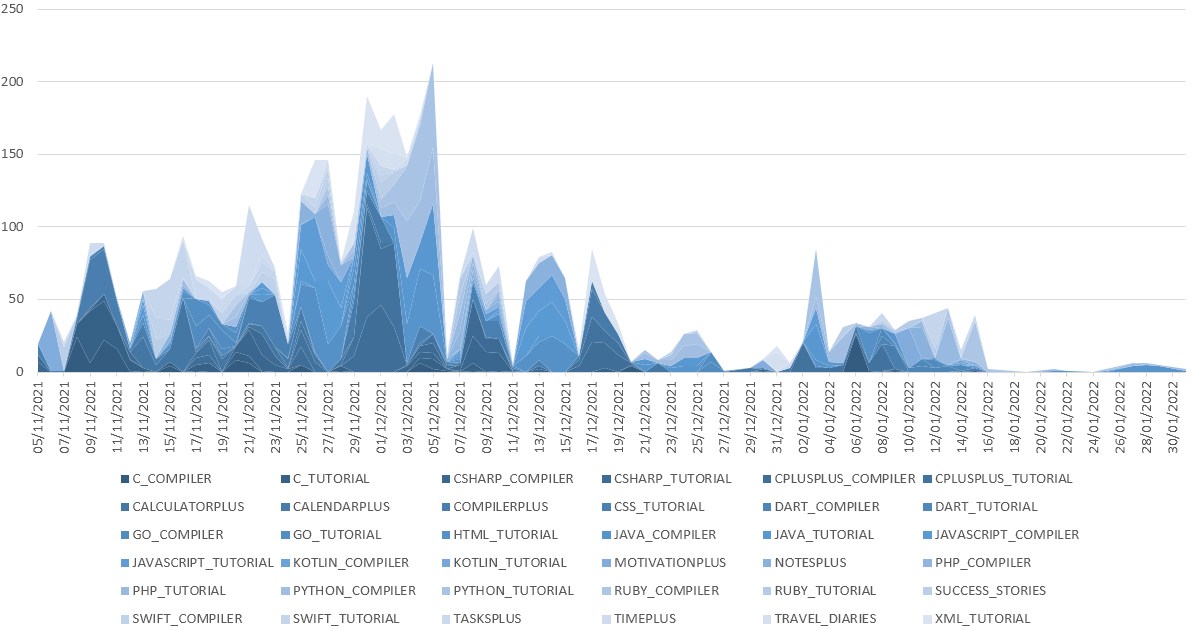 250
200
150
100
50
0
05/11/2021 07/11/2021 09/11/2021 11/11/2021 13/11/2021 15/11/2021 17/11/2021 19/11/2021 21/11/2021 23/11/2021 25/11/2021 27/11/2021 29/11/2021 01/12/2021 03/12/2021 05/12/2021 07/12/2021 09/12/2021 11/12/2021 13/12/2021 15/12/2021 17/12/2021 19/12/2021 21/12/2021 23/12/2021 25/12/2021 27/12/2021 29/12/2021 31/12/2021 02/01/2022 04/01/2022 06/01/2022 08/01/2022 10/01/2022 12/01/2022 14/01/2022 16/01/2022 18/01/2022 20/01/2022 22/01/2022 24/01/2022 26/01/2022 28/01/2022 30/01/2022
C_COMPILER C_TUTORIAL CSHARP_COMPILER CSHARP_TUTORIAL CPLUSPLUS_COMPILER CPLUSPLUS_TUTORIAL
CALCULATORPLUS CALENDARPLUS COMPILERPLUS CSS_TUTORIAL DART_COMPILER DART_TUTORIAL
GO_COMPILER GO_TUTORIAL HTML_TUTORIAL JAVA_COMPILER JAVA_TUTORIAL JAVASCRIPT_COMPILER
JAVASCRIPT_TUTORIAL KOTLIN_COMPILER KOTLIN_TUTORIAL MOTIVATIONPLUS NOTESPLUS PHP_COMPILER
PHP_TUTORIAL PYTHON_COMPILER PYTHON_TUTORIAL RUBY_COMPILER RUBY_TUTORIAL SUCCESS_STORIES
SWIFT_COMPILER SWIFT_TUTORIAL TASKSPLUS TIMEPLUS TRAVEL_DIARIES XML_TUTORIAL